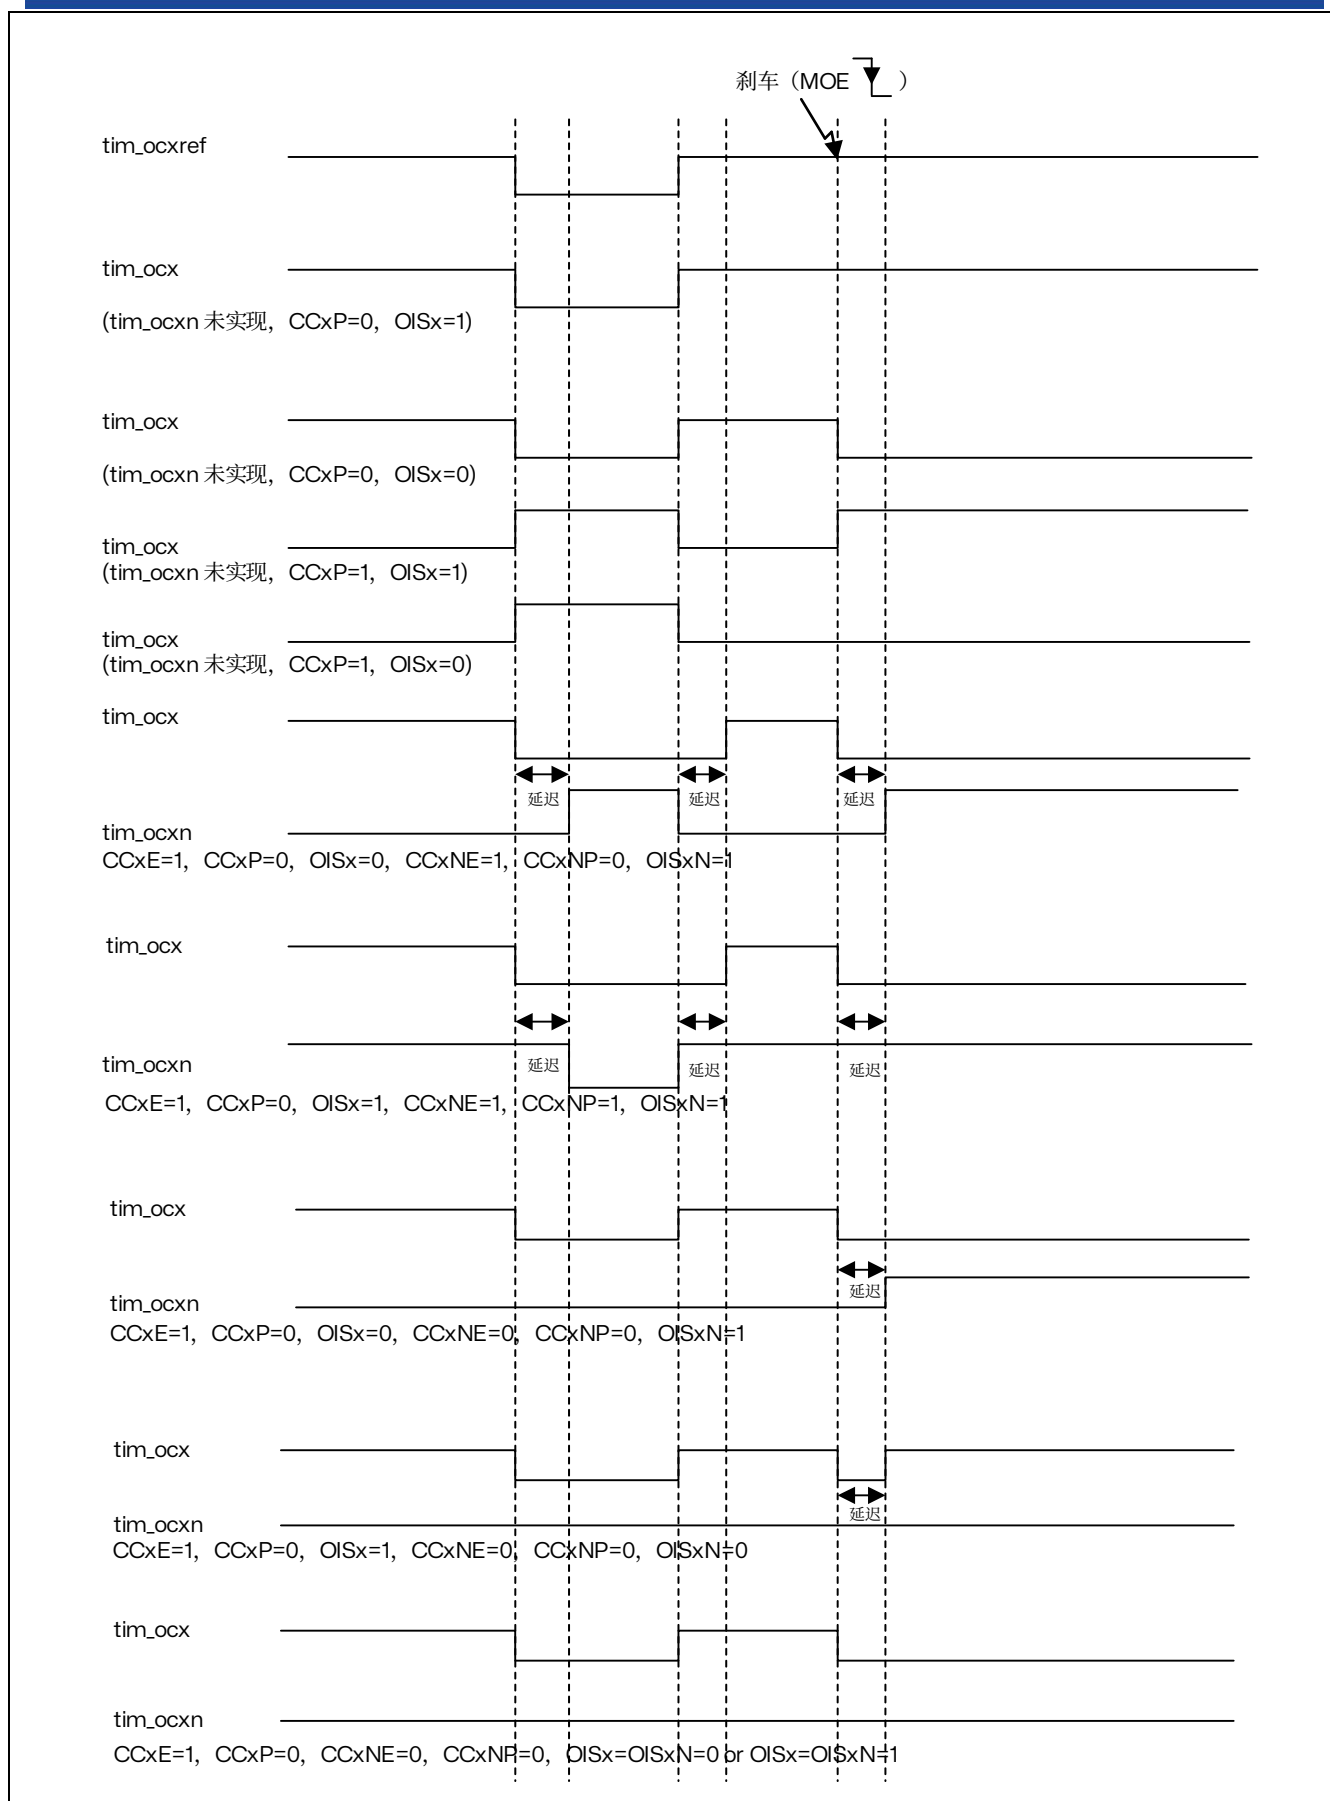 刹车（MOE ）
tim_ocxref
tim_ocx
(tim_ocxn 未实现，CCxP=0，OISx=1)
tim_ocx
(tim_ocxn 未实现，CCxP=0，OISx=0)
tim_ocx
(tim_ocxn 未实现，CCxP=1，OISx=1)
tim_ocx
(tim_ocxn 未实现，CCxP=1，OISx=0)
tim_ocx
延迟 延迟 延迟
tim_ocxn
CCxE=1，CCxP=0，OISx=0，CCxNE=1，CCxNP=0，OISxN=1
tim_ocx
tim_ocxn 延迟 延迟 延迟
CCxE=1，CCxP=0，OISx=1，CCxNE=1，CCxNP=1，OISxN=1
tim_ocx
延迟
tim_ocxn
CCxE=1，CCxP=0，OISx=0，CCxNE=0，CCxNP=0，OISxN=1
tim_ocx
延迟
tim_ocxn
CCxE=1，CCxP=0，OISx=1，CCxNE=0，CCxNP=0，OISxN=0
tim_ocx
tim_ocxn
CCxE=1，CCxP=0，CCxNE=0，CCxNP=0，OISx=OISxN=0 or OISx=OISxN=1